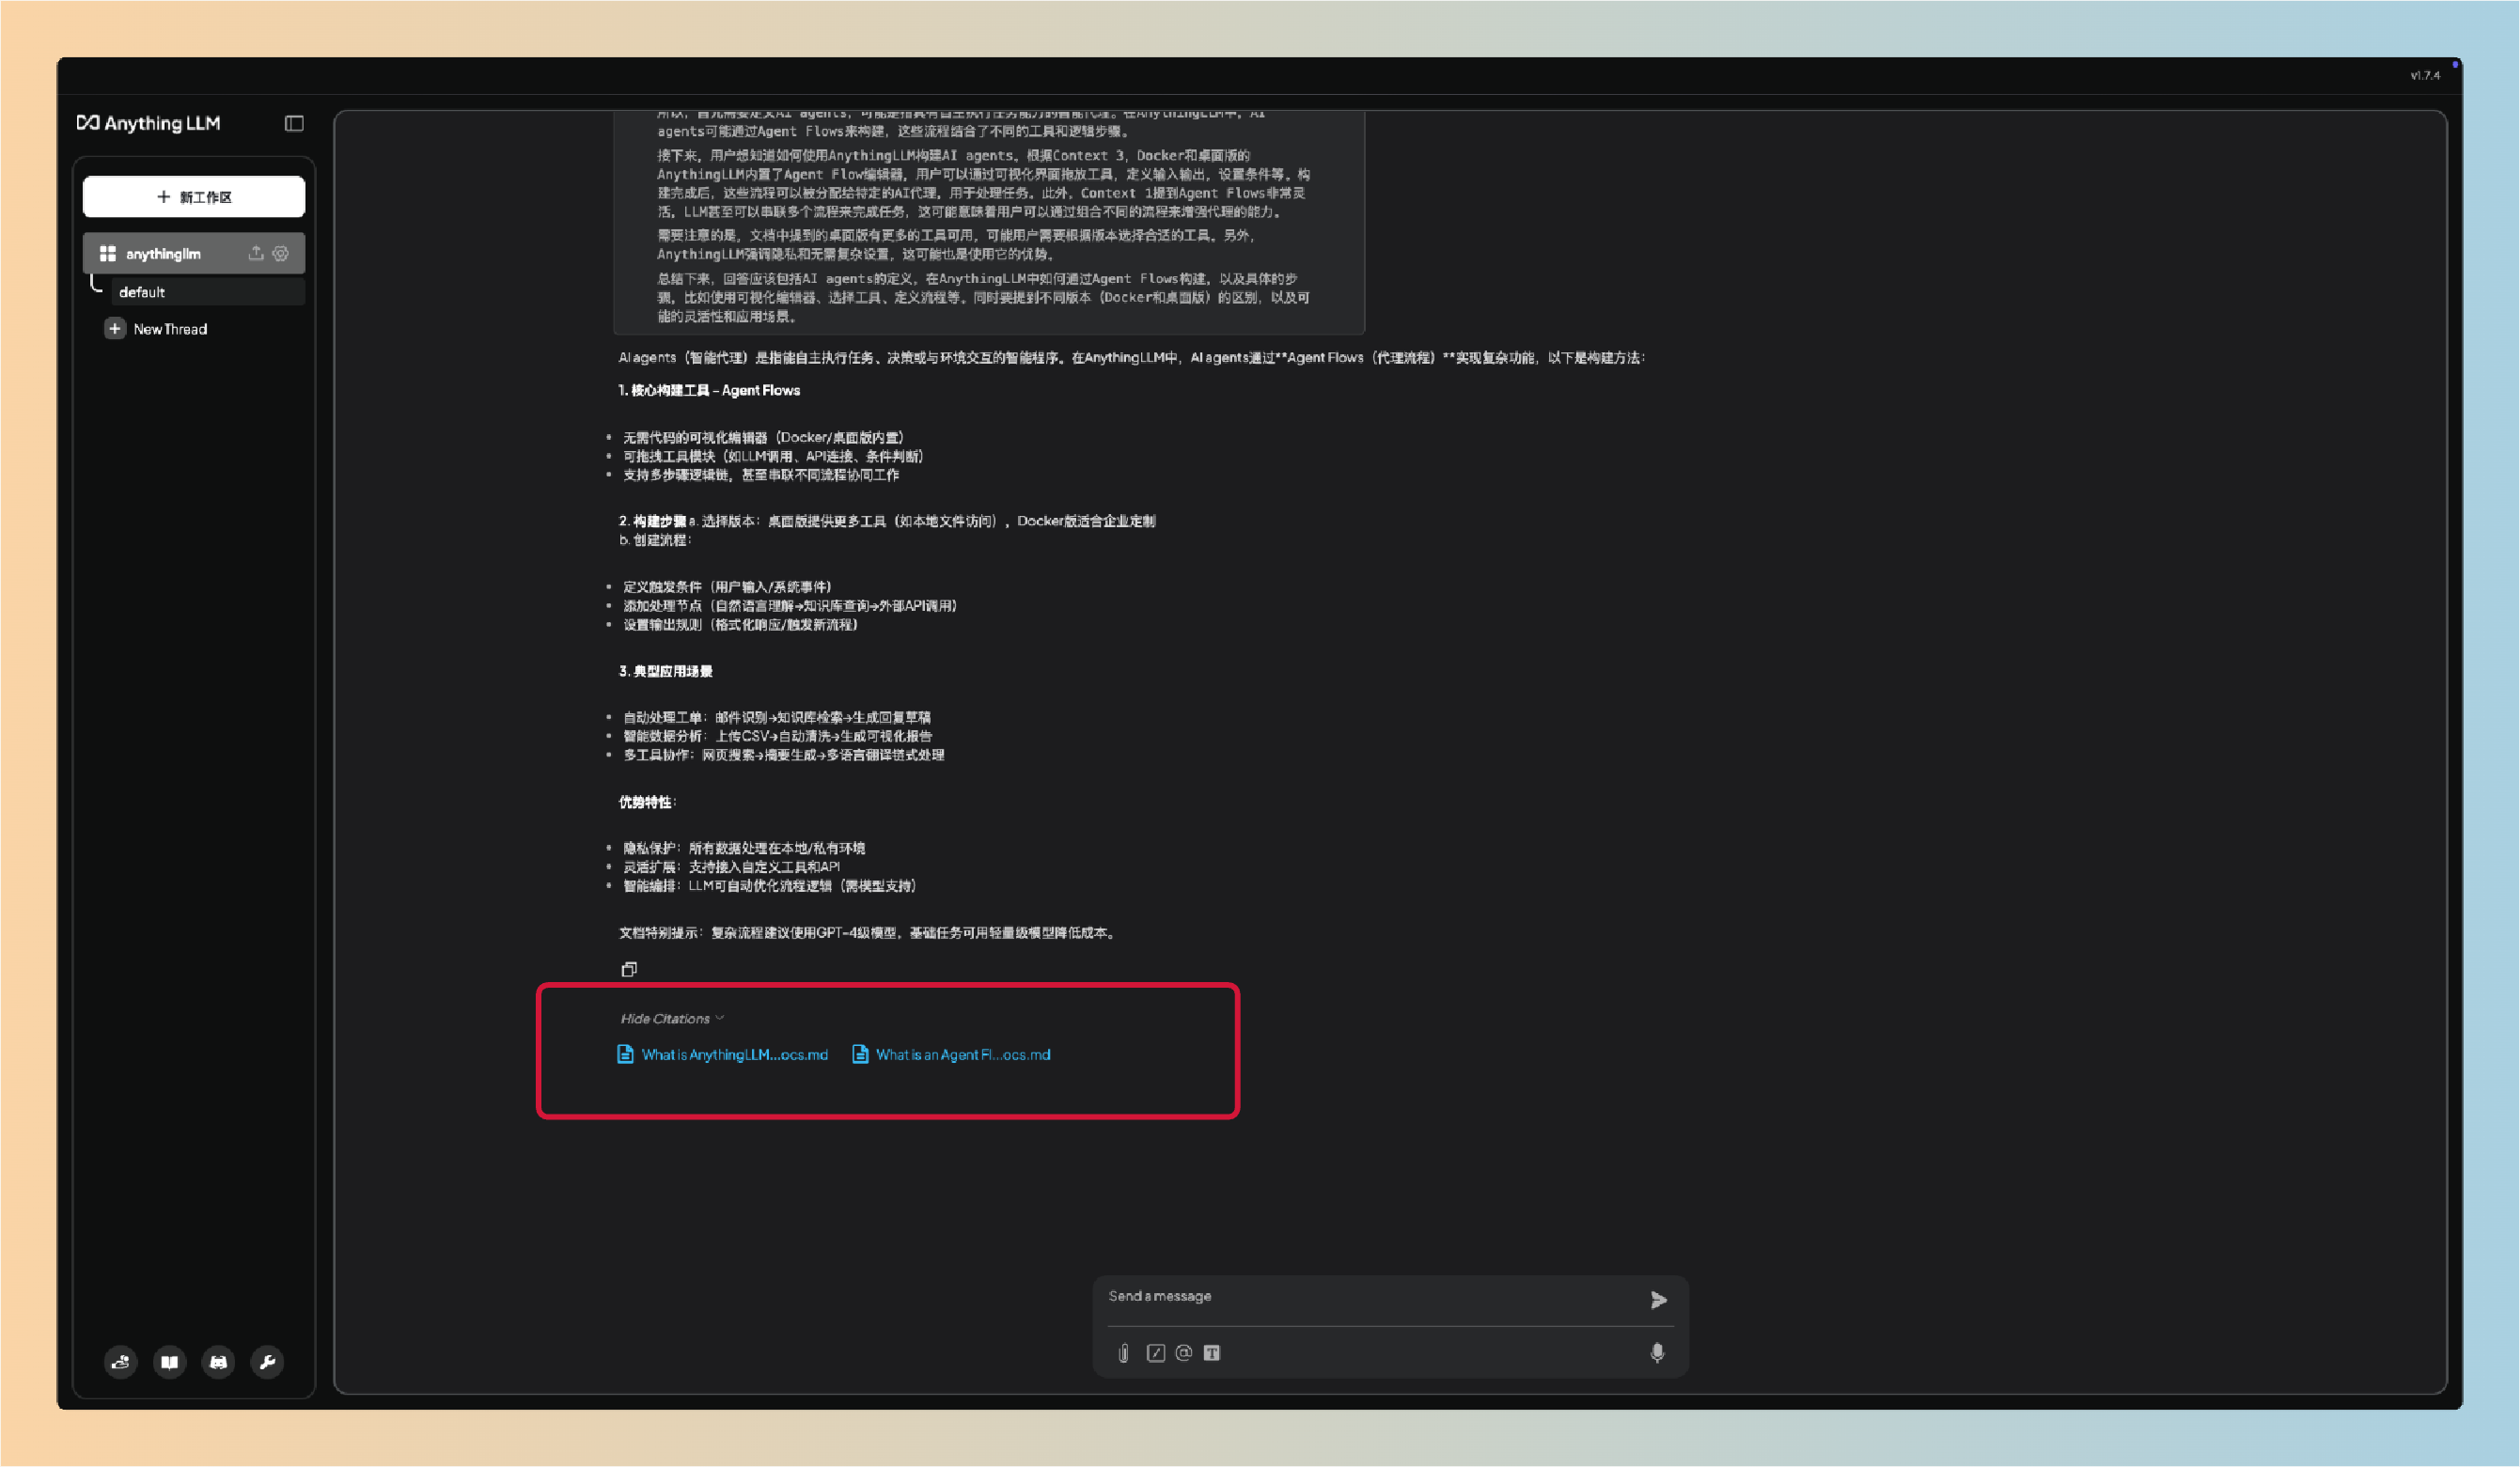 v1.7.4
Anything LLM
新工作区
anythingllm
default
New Thread
所以，首先需要定义AI agents，可能是指具有自主执行任务能力的智能代理。在AnythingLLM中，AI
agents可能通过Agent Flows来构建，这些流程结合了不同的工具和逻辑步骤。
接下来，用户想知道如何使用AnythingLLM构建AI agents。根据Context 3，Docker和桌面版的
AnythingLLM内置了Agent Flow编辑器，用户可以通过可视化界面拖放工具，定义输入输出，设置条件等。构
建完成后，这些流程可以被分配给特定的AI代理，用于处理任务。此外，Context 1提到Agent Flows非常灵
活，LLM甚至可以串联多个流程来完成任务，这可能意味着用户可以通过组合不同的流程来增强代理的能力。
需要注意的是，文档中提到的桌面版有更多的工具可用，可能用户需要根据版本选择合适的工具。另外，
AnythingLLM强调隐私和无需复杂设置，这可能也是使用它的优势。
总结下来，回答应该包括AI agents的定义，在AnythingLLM中如何通过Agent Flows构建，以及具体的步
骤，比如使用可视化编辑器、选择工具、定义流程等。同时要提到不同版本（Docker和桌面版）的区别，以及可
能的灵活性和应用场景。
AI agents（智能代理）是指能自主执行任务、决策或与环境交互的智能程序。在AnythingLLM中，AI agents通过**Agent Flows（代理流程）**实现复杂功能，以下是构建方法：
1. 核心构建工具 – Agent Flows
• 无需代码的可视化编辑器（Docker/桌面版内置）
• 可拖拽工具模块（如LLM调用、API连接、条件判断）
• 支持多步骤逻辑链，甚至串联不同流程协同工作
2. 构建步骤 a. 选择版本：桌面版提供更多工具（如本地文件访问），Docker版适合企业定制
b. 创建流程：
• 定义触发条件（用户输入/系统事件）
• 添加处理节点（自然语言理解→知识库查询→外部API调用）
• 设置输出规则（格式化响应/触发新流程）
3. 典型应用场景
• 自动处理工单：邮件识别→知识库检索→生成回复草稿
• 智能数据分析：上传CSV→自动清洗→生成可视化报告
• 多工具协作：网页搜索→摘要生成→多语言翻译链式处理
优势特性：
• 隐私保护：所有数据处理在本地/私有环境
• 灵活扩展：支持接入自定义工具和API
• 智能编排：LLM可自动优化流程逻辑（需模型支持）
文档特别提示：复杂流程建议使用GPT-4级模型，基础任务可用轻量级模型降低成本。
Hide Citations
What is AnythingLLM...ocs.md
What is an Agent Fl...ocs.md
Send a message